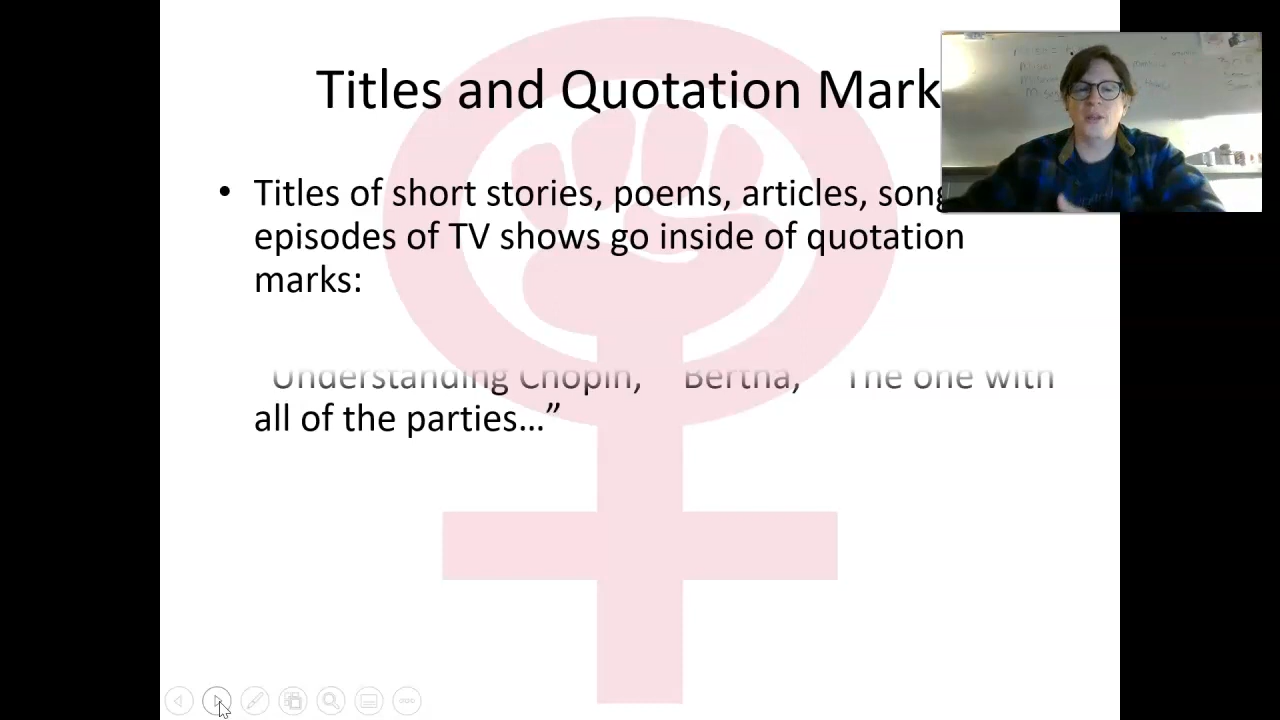 Titles and Quotation Mark
• Titles of short stories, poems, articles, song
episodes of TV shows go inside of quotation
marks:
Understanding Chopin, Bertha, The one with
all of the parties…”